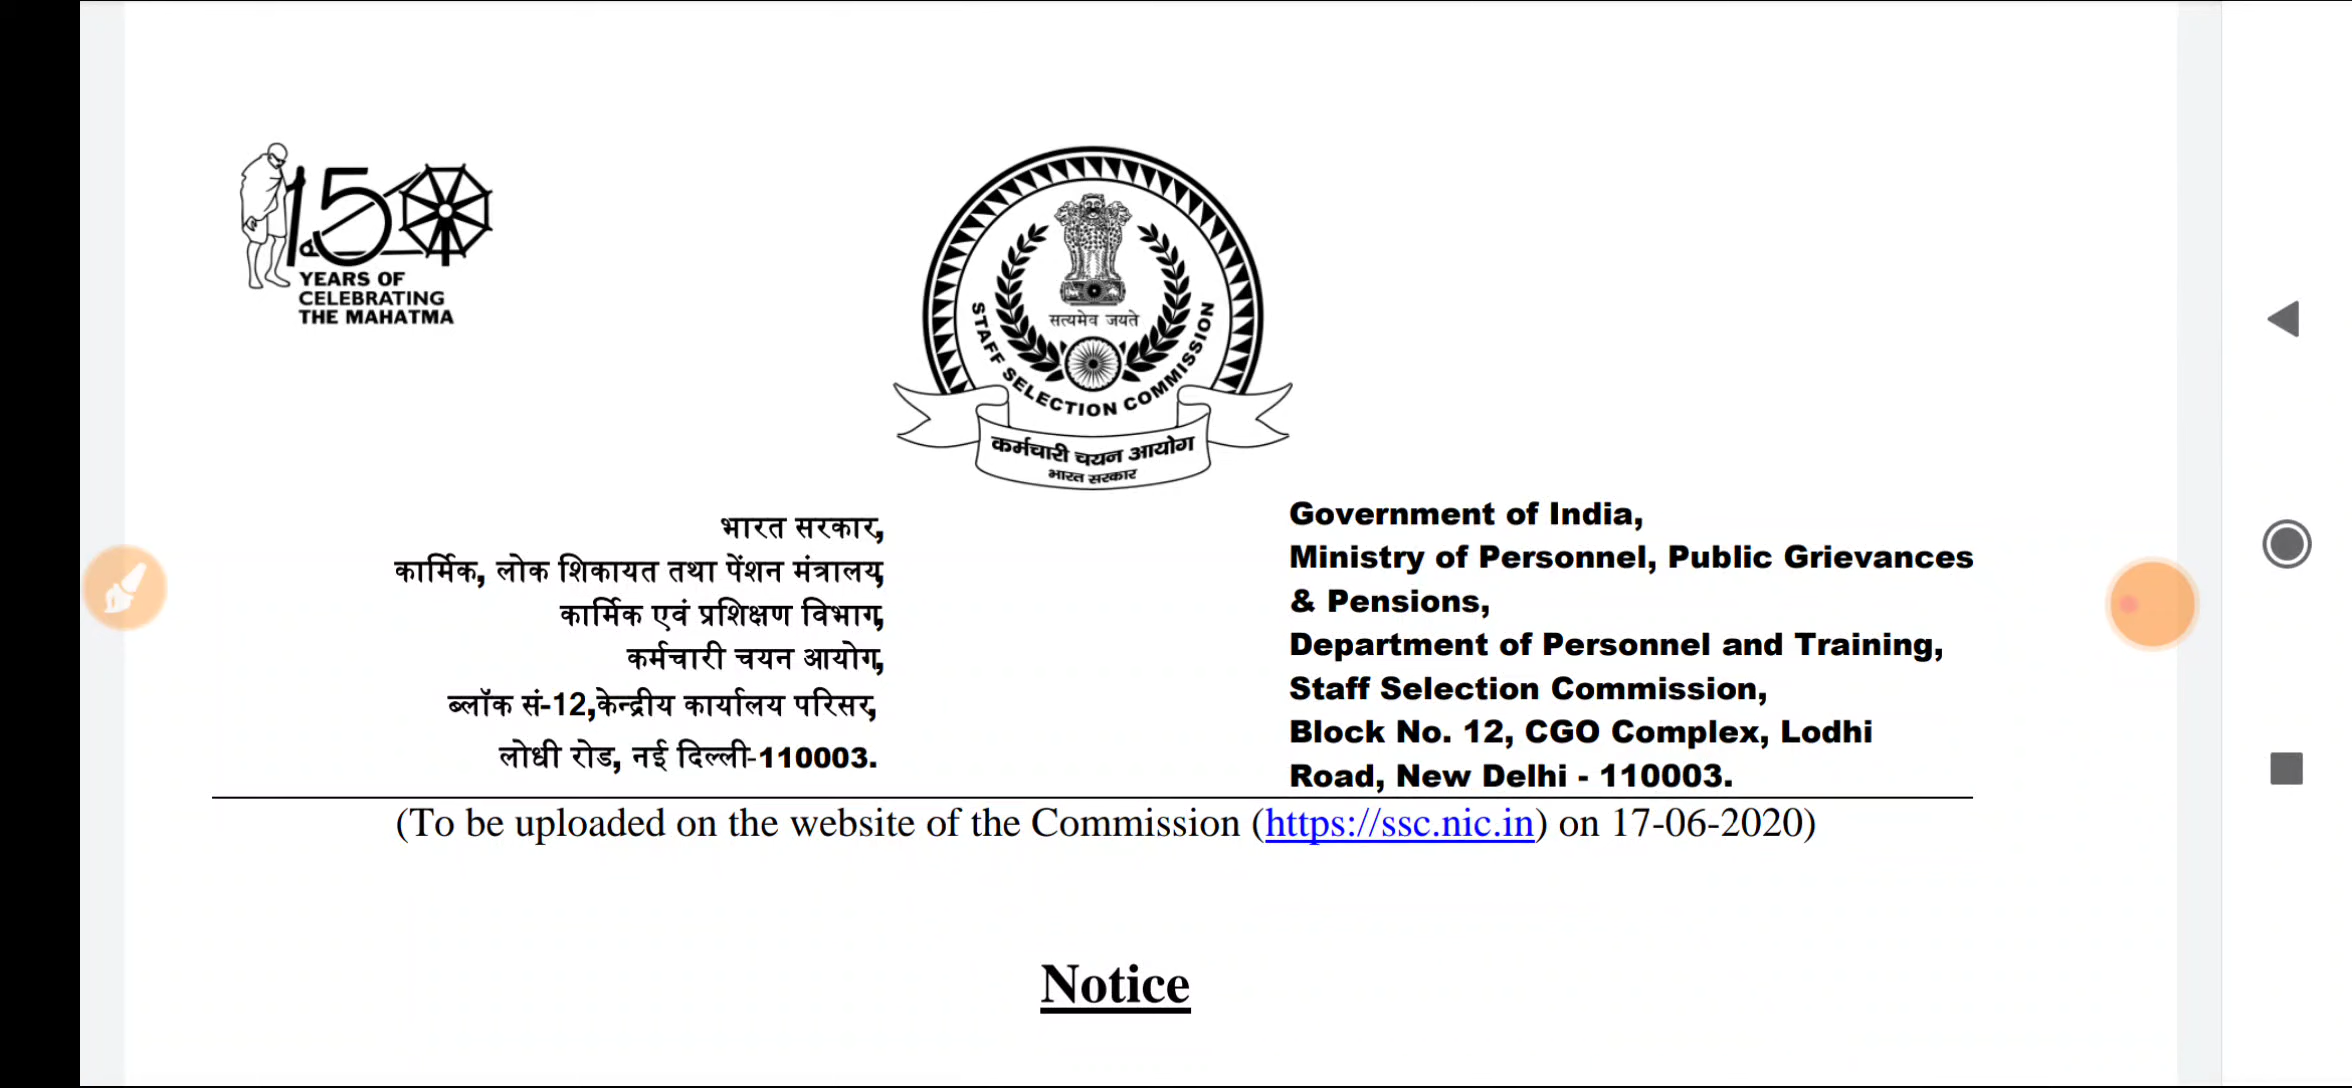 150
YEARS OF
CELEBRATING
THE MAHATMA
सत्यमेव जयते
STAFF SELECTION COMMISSION
कर्मचारी चयन आयोग
भारत सरकार
भारत सरकार,
कार्मिक, लोक शिकायत तथा पेंशन मंत्रालय,
कार्मिक एवं प्रशिक्षण विभाग,
कर्मचारी चयन आयोग,
ब्लॉक सं-12,केन्द्रीय कार्यालय परिसर,
लोधी रोड, नई दिल्ली-110003.
Government of India,
Ministry of Personnel, Public Grievances
& Pensions,
Department of Personnel and Training,
Staff Selection Commission,
Block No. 12, CGO Complex, Lodhi
Road, New Delhi - 110003.
(To be uploaded on the website of the Commission (https://ssc.nic.in) on 17-06-2020)
Notice